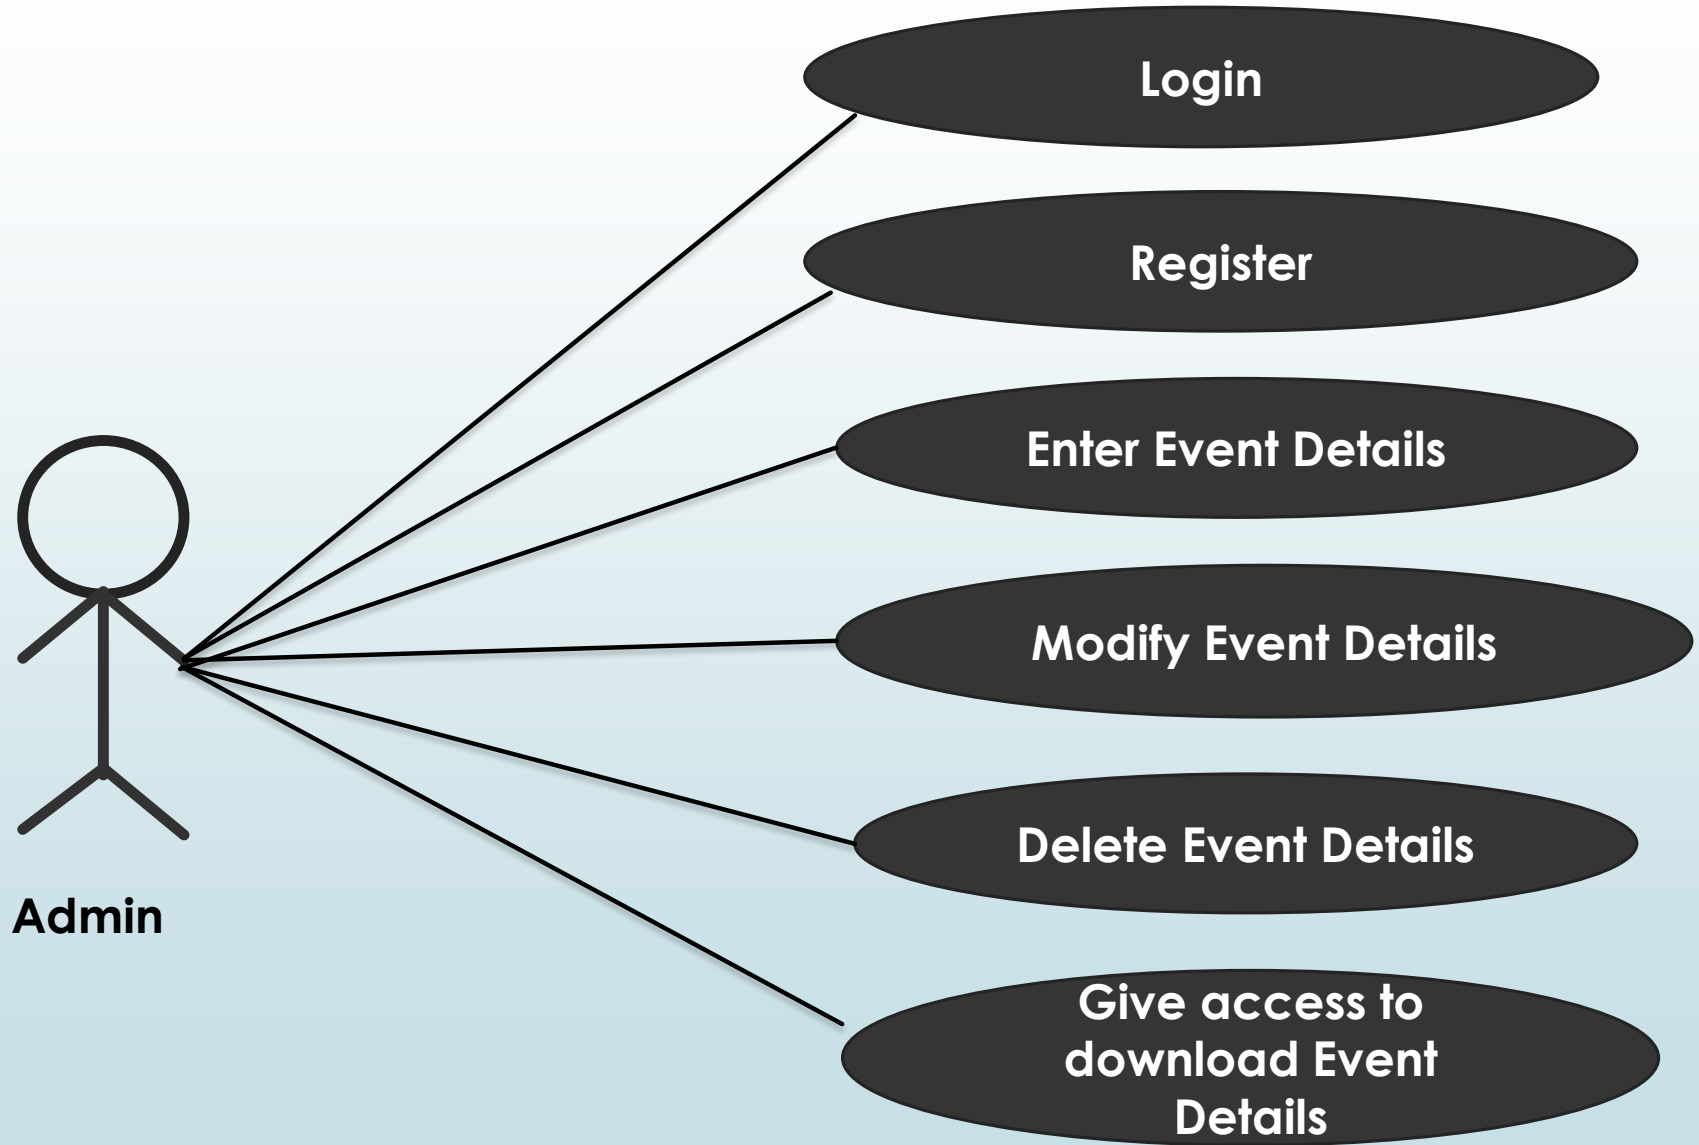 Login
Register
Enter Event Details
Modify Event Details
Delete Event Details
Admin
Give access to
download Event
Details